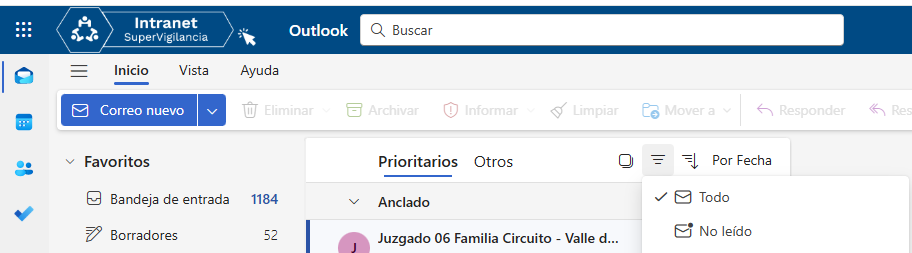 Intranet
SuperVigilancia
Outlook
Buscar
Inicio Vista Ayuda
Correo nuevo Eliminar Archivar Informar Limpiar Mover a Responder Res
Favoritos
Prioritarios Otros Por Fecha
Bandeja de entrada 1184
Anclado
Todo
Borradores 52
J
Juzgado 06 Familia Circuito - Valle d...
No leído